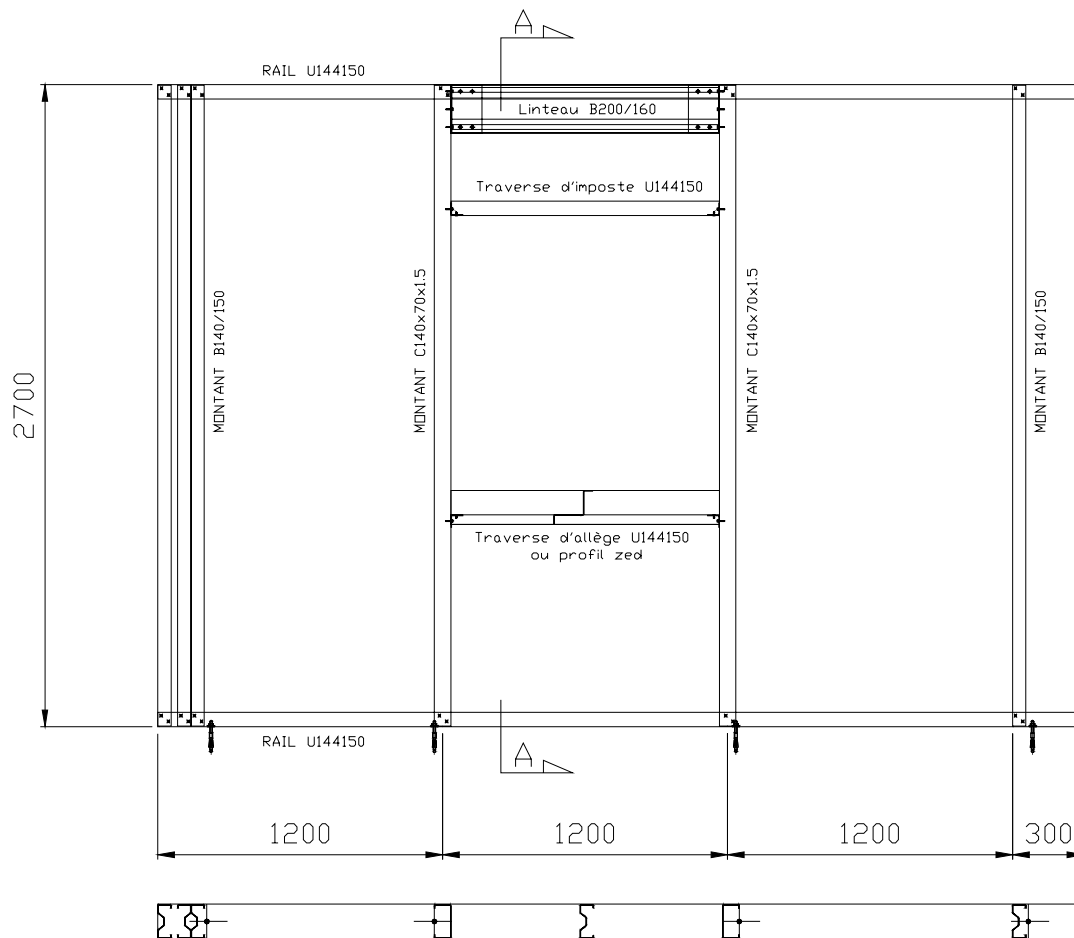 A
RAIL U144150
Linteau B200/160
Traverse d'imposte U144150
MONTANT B140/150
MONTANT C140x70x1.5
MONTANT C140x70x1.5
MONTANT B140/150
2700
Traverse d'allège U144150
ou profil zed
RAIL U144150
A
1200
1200
1200
300